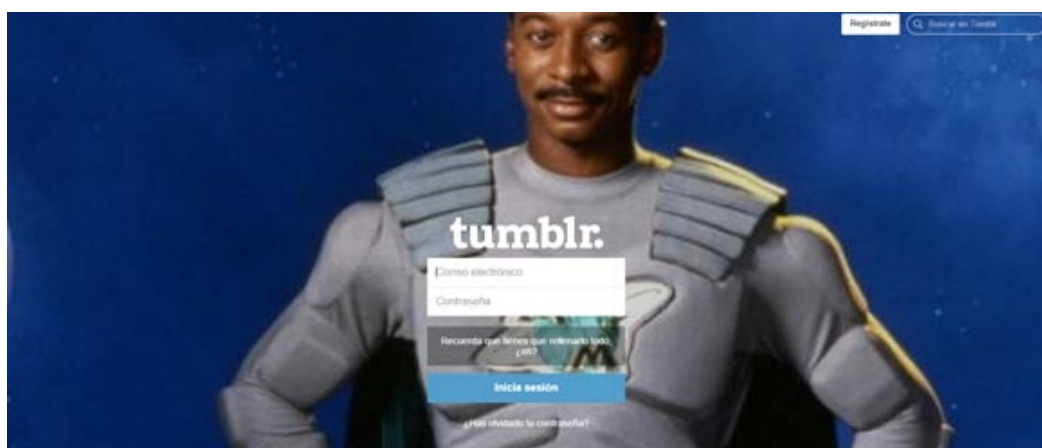 Regístrate
Buscar en Tumblr
tumblr.
Correo electrónico
Contraseña
Recuerda que tienes que rellenarlo todo,
¿eh?
Inicia sesión
¿Has olvidado tu contraseña?
M